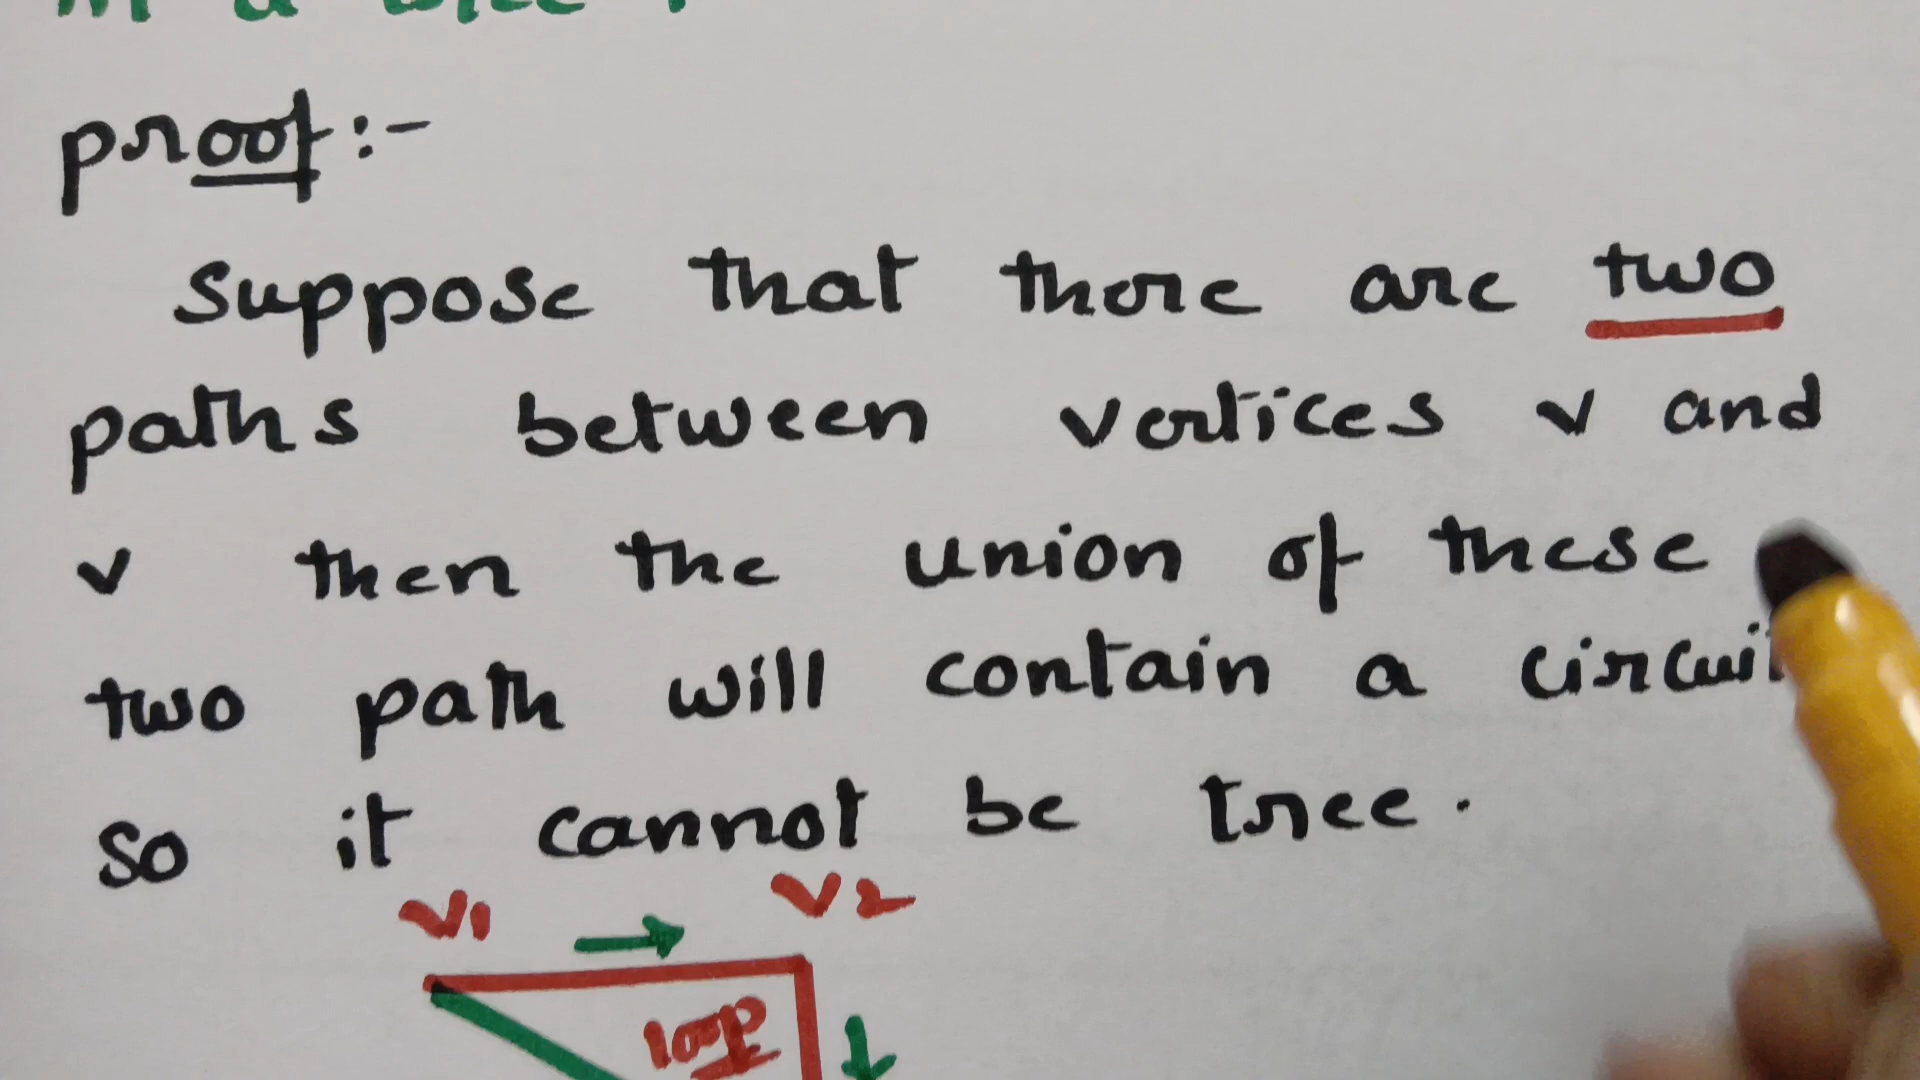 proof:-
Suppose that there are two
paths between vertices v and
v then the union of these
two path will contain a circuit
so it cannot be tree.
V1 V2
loop